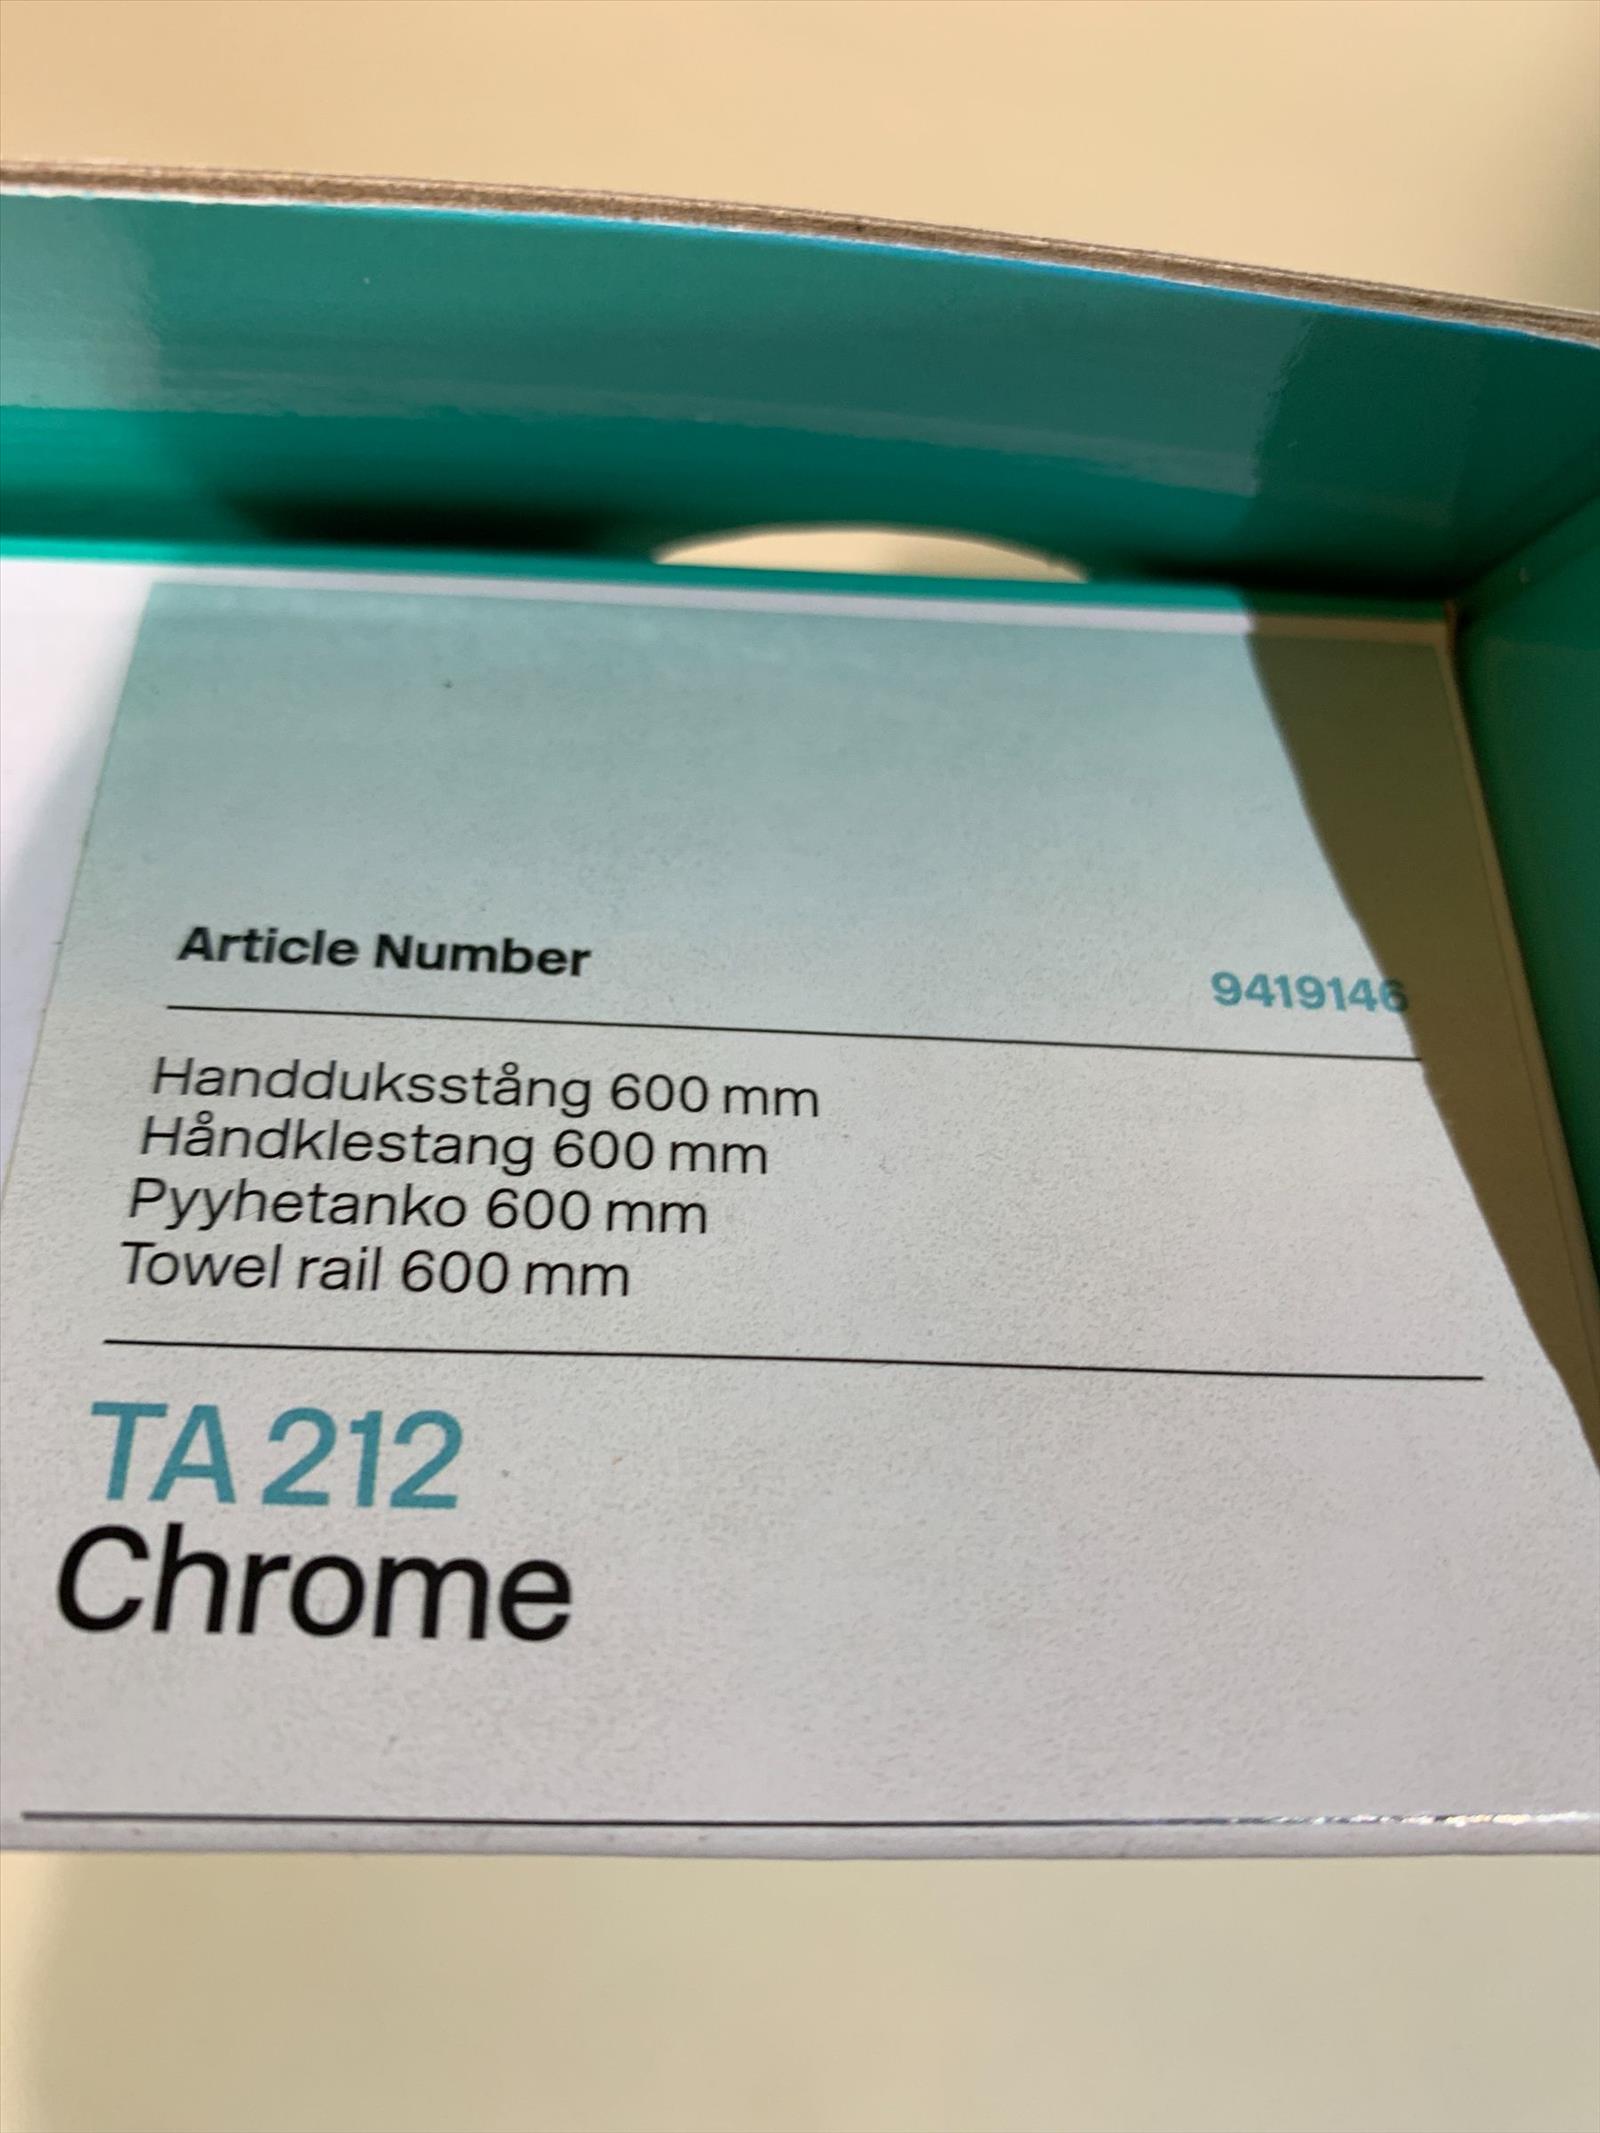 Article Number 9419146
Handduksstång 600 mm
Håndklestang 600 mm
Pyyhetanko 600 mm
Towel rail 600 mm
TA 212
Chrome